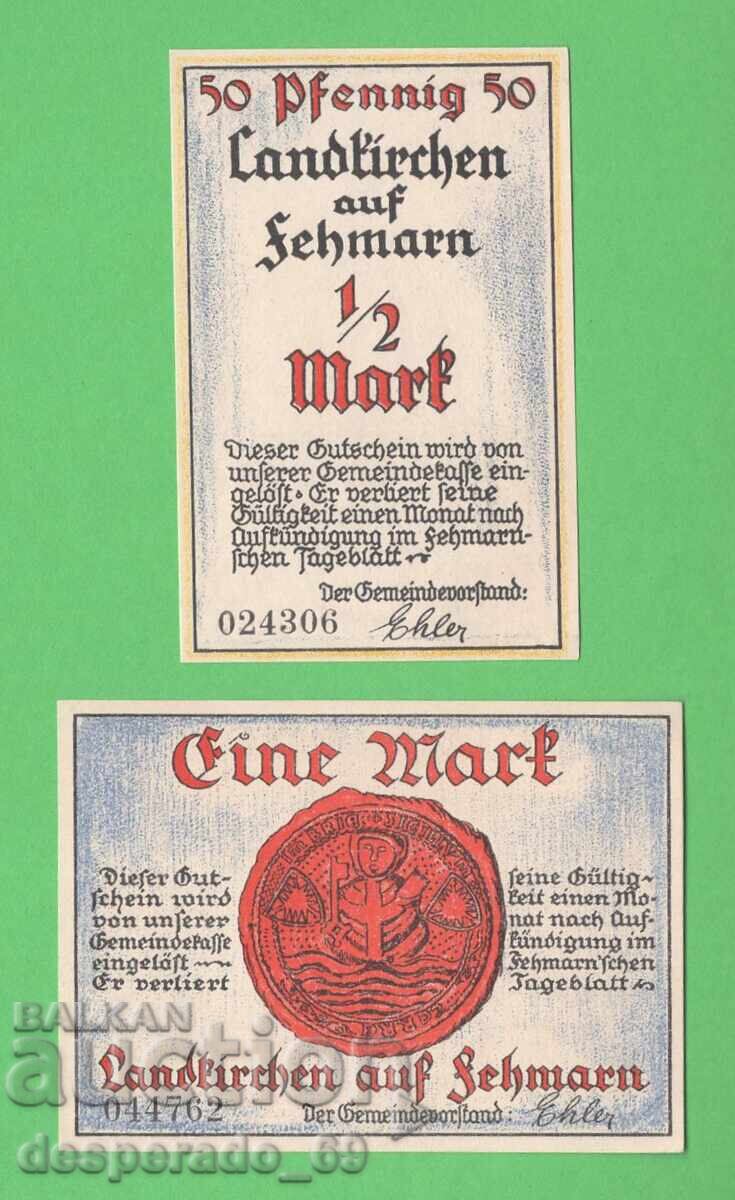 50 Pfennig 50
Landkirchen
auf
Fehmarn
1/2
Mark
Dieser Gutschein wird von
unserer Gemeindekasse ein-
gelöst. Er verliert seine
Gültigkeit einen Monat nach
Aufkündigung im Fehmarn-
schen Tageblatt
Der Gemeindevorstand:
024306 Ehler
Eine Mark
Dieser Gut-
schein wird
von unserer
Gemeindekasse
eingelöst
Er verliert
seine Gültig-
keit einen Mo-
nat nach Auf-
kündigung im
Fehmarn'schen
Tageblatt
Landkirchen auf Fehmarn
044762 Der Gemeindevorstand: Ehler
BALKAN
auction
desperado_69